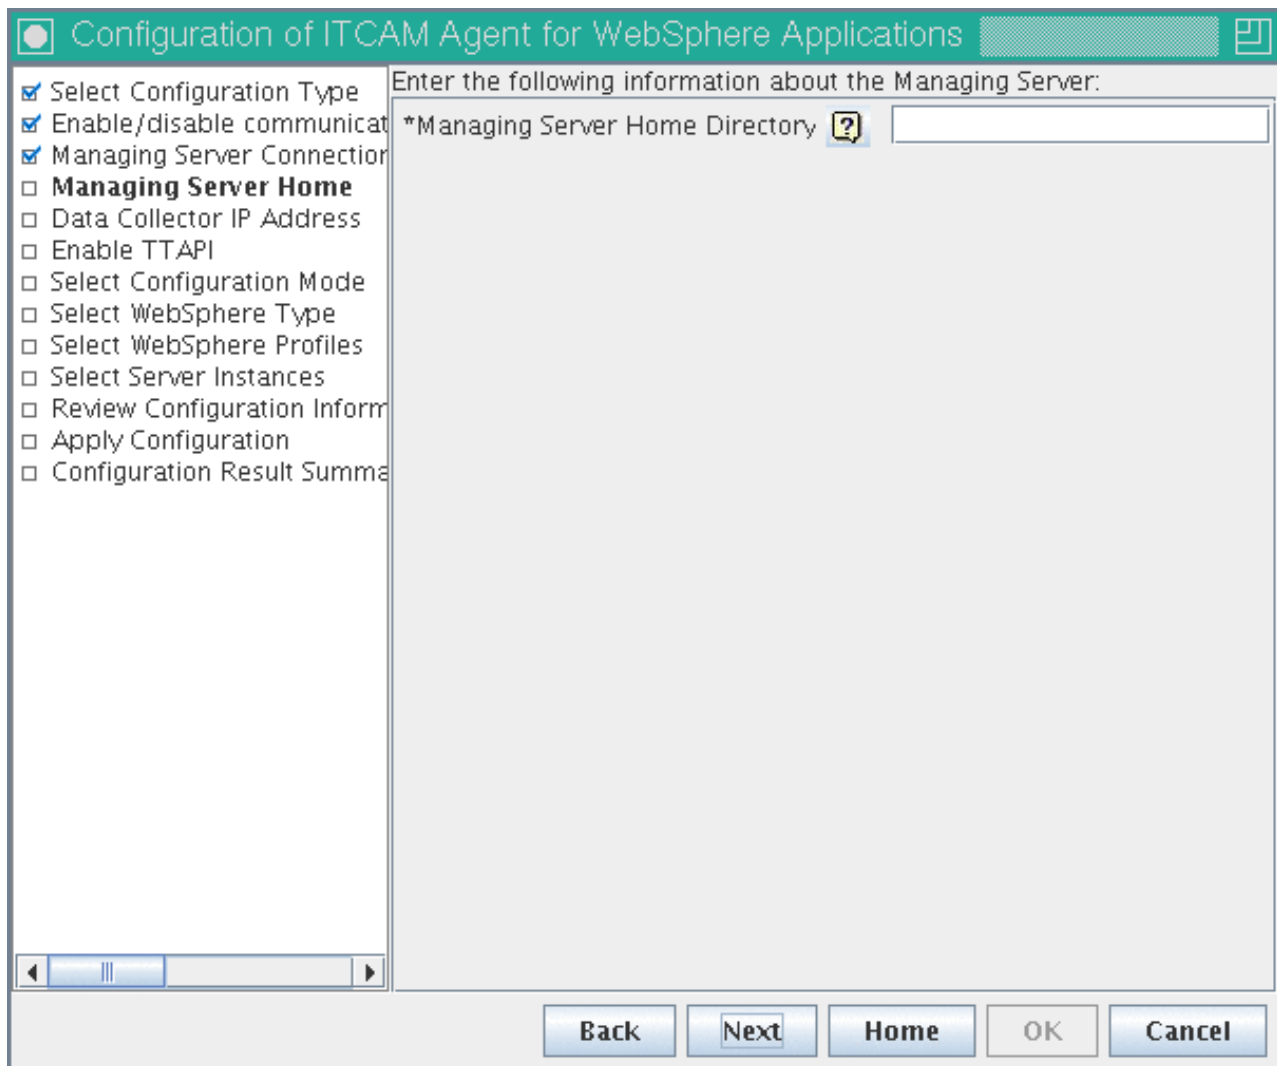 Configuration of ITCAM Agent for WebSphere Applications
Select Configuration Type
Enable/disable communicat
Managing Server Connection
Managing Server Home
Data Collector IP Address
Enable TTAPI
Select Configuration Mode
Select WebSphere Type
Select WebSphere Profiles
Select Server Instances
Review Configuration Inform
Apply Configuration
Configuration Result Summa
Enter the following information about the Managing Server:
*Managing Server Home Directory ?
Back Next Home OK Cancel